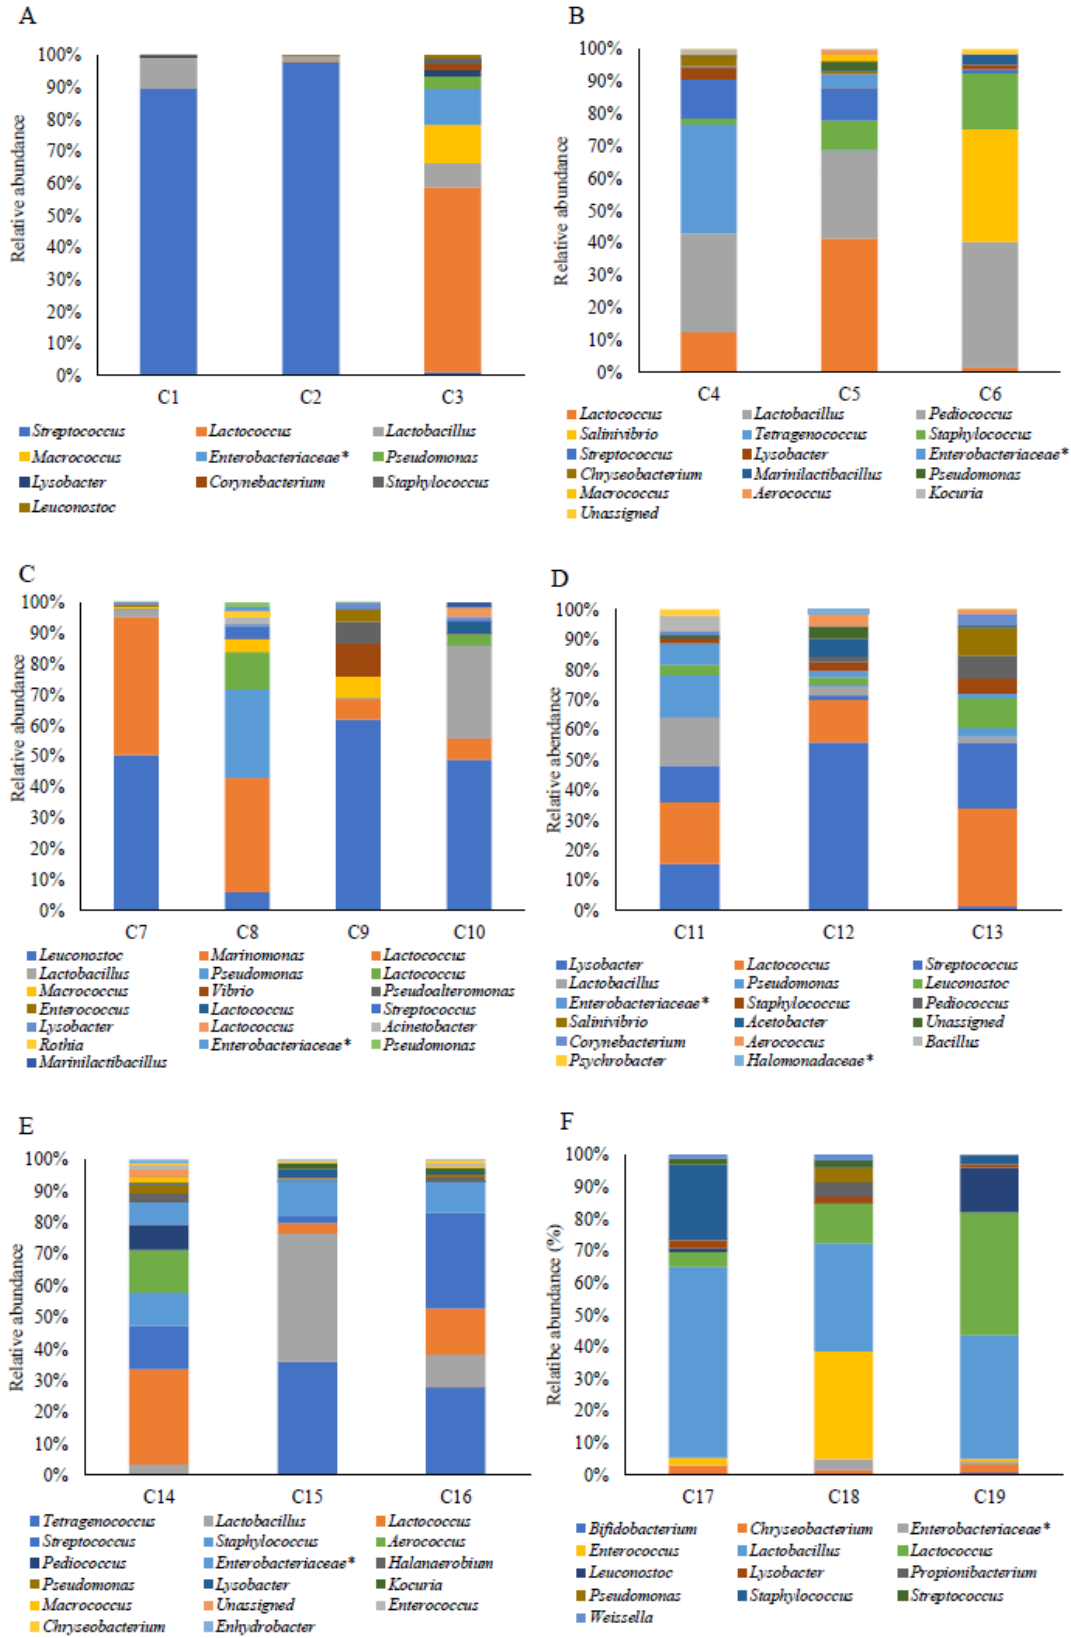 A
100%
90%
80%
70%
60%
50%
40%
30%
20%
10%
0%
Relative abundance
C1 C2 C3
Streptococcus Lactococcus Lactobacillus
Macrococcus Enterobacteriaceae* Pseudomonas
Lysobacter Corynebacterium Staphylococcus
Leuconostoc
B
100%
90%
80%
70%
60%
50%
40%
30%
20%
10%
0%
Relative abundance
C4 C5 C6
Lactococcus Lactobacillus Pediococcus
Salinivibrio Tetragenococcus Staphylococcus
Streptococcus Lysobacter Enterobacteriaceae*
Chryseobacterium Marinilactibacillus Pseudomonas
Macrococcus Aerococcus Kocuria
Unassigned
C
100%
90%
80%
70%
60%
50%
40%
30%
20%
10%
0%
Relative abundance
C7 C8 C9 C10
Leuconostoc Marinomonas Lactococcus
Lactobacillus Pseudomonas Lactococcus
Macrococcus Vibrio Pseudoalteromonas
Enterococcus Lactococcus Streptococcus
Lysobacter Lactococcus Acinetobacter
Rothia Enterobacteriaceae* Pseudomonas
Marinilactibacillus
D
100%
90%
80%
70%
60%
50%
40%
30%
20%
10%
0%
Relative abendance
C11 C12 C13
Lysobacter Lactococcus Streptococcus
Lactobacillus Pseudomonas Leuconostoc
Enterobacteriaceae* Staphylococcus Pediococcus
Salinivibrio Acetobacter Unassigned
Corynebacterium Aerococcus Bacillus
Psychrobacter Halomonadaceae*
E
100%
90%
80%
70%
60%
50%
40%
30%
20%
10%
0%
Relative abundance
C14 C15 C16
Tetragenococcus Lactobacillus Lactococcus
Streptococcus Staphylococcus Aerococcus
Pediococcus Enterobacteriaceae* Halanaerobium
Pseudomonas Lysobacter Kocuria
Macrococcus Unassigned Enterococcus
Chryseobacterium Enhydrobacter
F
100%
90%
80%
70%
60%
50%
40%
30%
20%
10%
0%
Relatibe abundance (%)
C17 C18 C19
Bifidobacterium Chryseobacterium Enterobacteriaceae*
Enterococcus Lactobacillus Lactococcus
Leuconostoc Lysobacter Propionibacterium
Pseudomonas Staphylococcus Streptococcus
Weissella